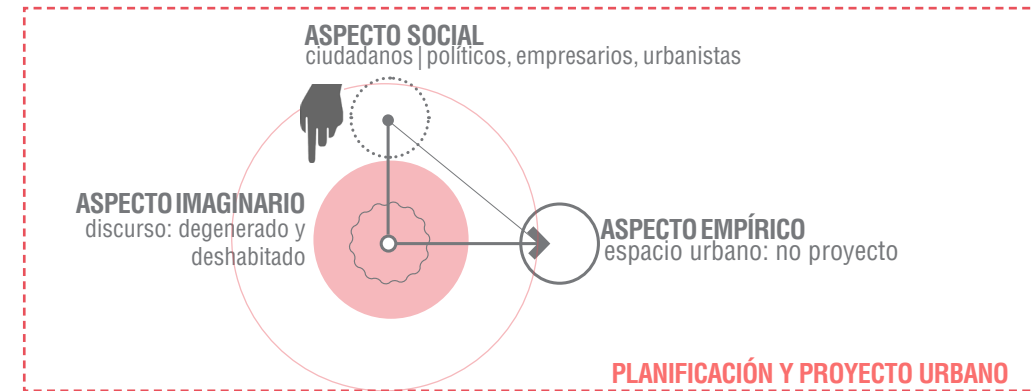 ASPECTO SOCIAL
ciudadanos | políticos, empresarios, urbanistas
ASPECTO IMAGINARIO
discurso: degenerado y
deshabitado
ASPECTO EMPÍRICO
espacio urbano: no proyecto
PLANIFICACIÓN Y PROYECTO URBANO